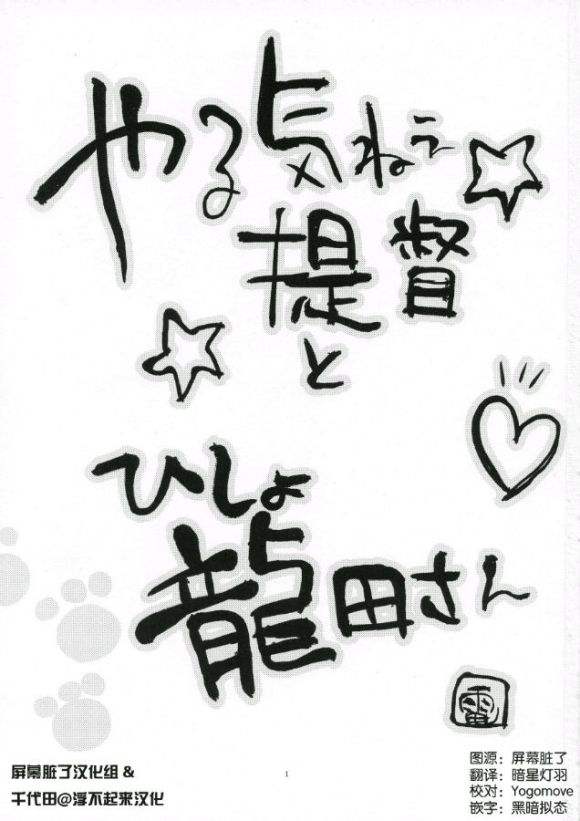 やる気ねえ
提督
と
ひしょ
龍田さん
雷
屏幕脏了汉化组 &
千代田@浮不起来汉化
1
图源：屏幕脏了
翻译：暗星灯羽
校对：Yogomove
嵌字：黑暗拟态